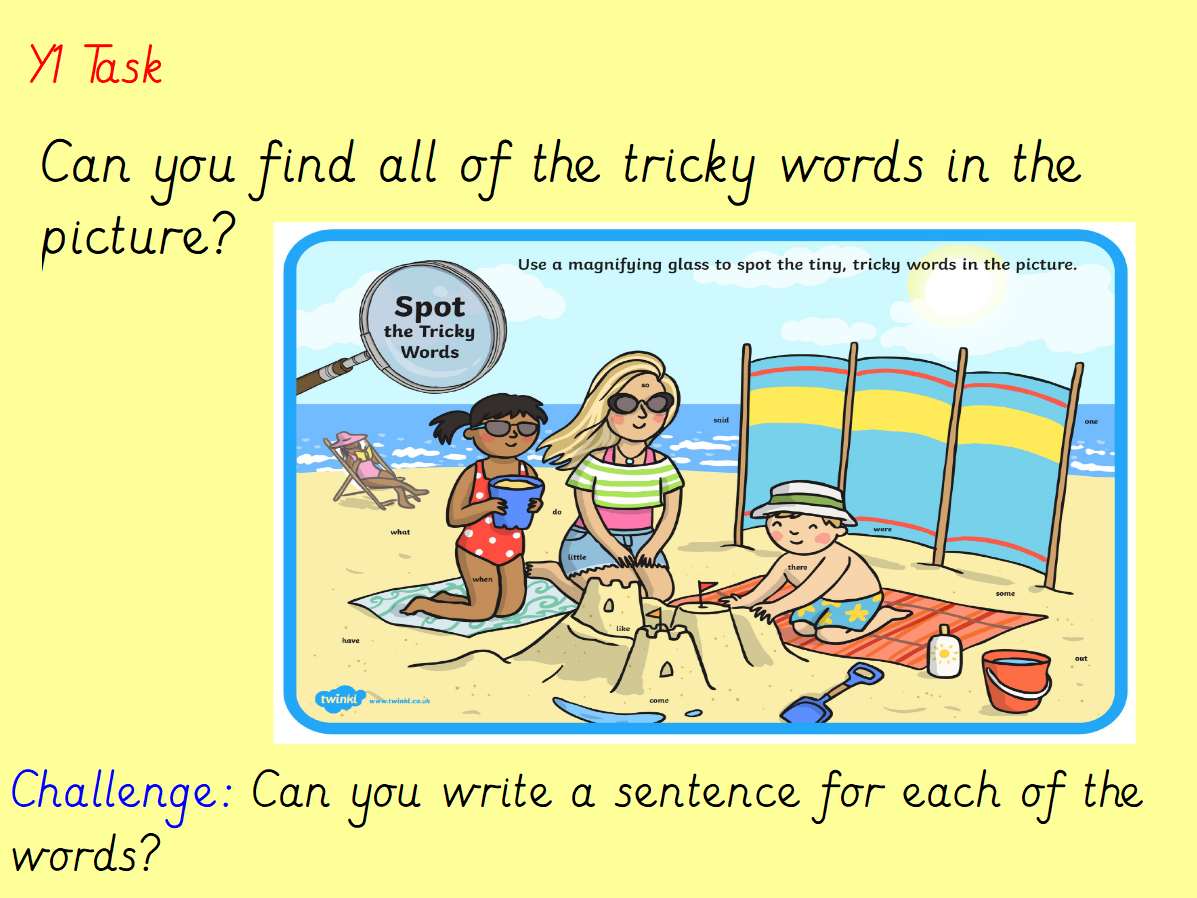 Y1 Task
Can you find all of the tricky words in the
picture?
Use a magnifying glass to spot the tiny, tricky words in the picture.
Spot
the Tricky
Words
so
said
one
do
what
were
little
there
when
some
like
have
out
come
twinkl
www.twinkl.co.uk
Challenge: Can you write a sentence for each of the
words?